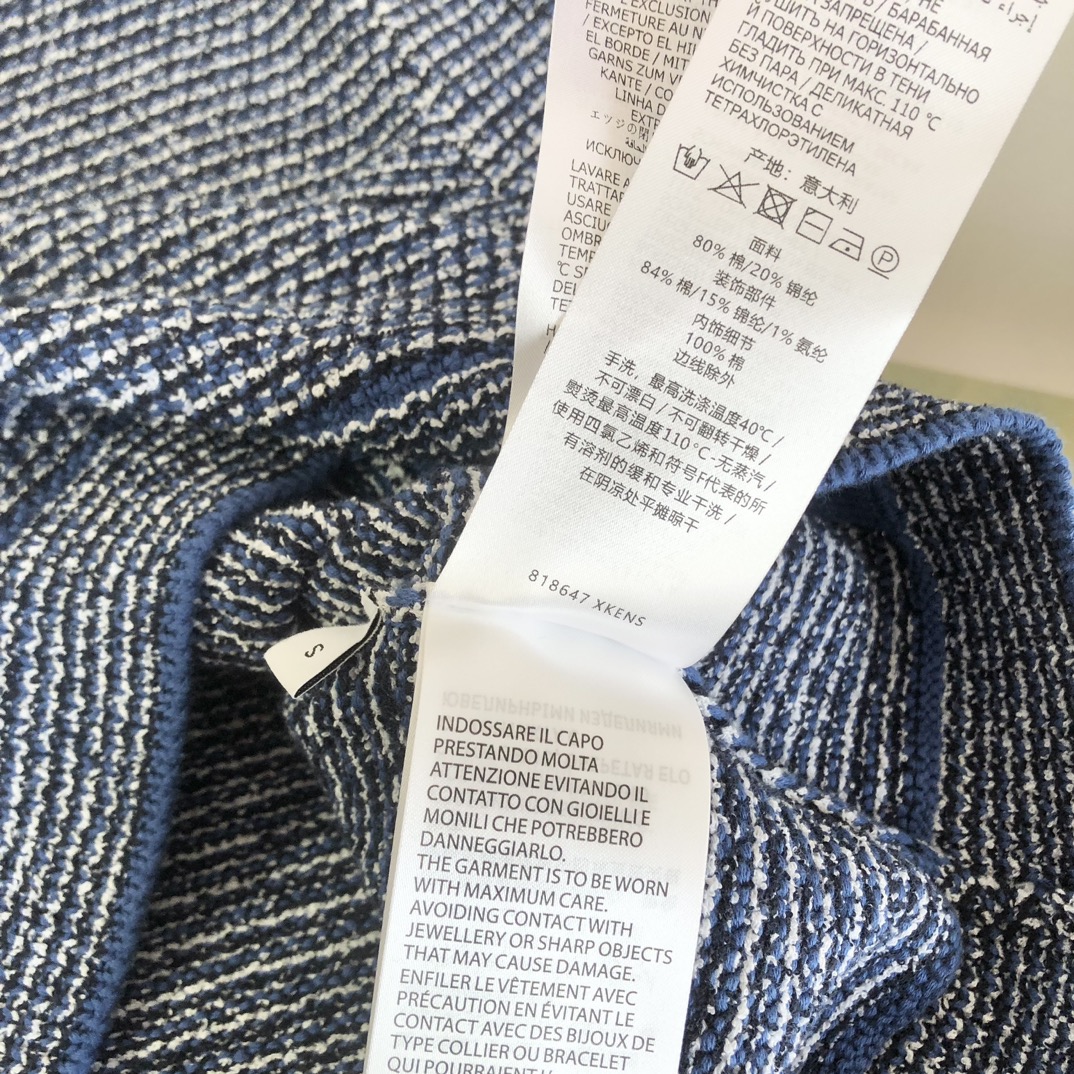 EXCLUSION
FERMETURE AU N
/ EXCEPTO EL HI
EL BORDE / MIT
GARNS ZUM V
KANTE / CO
LINHA D
EXTR
エッジの閉
ИСКЛЮЧ
LAVARE A
TRATTA
USARE
ASCIU
OMBR
TEMP
°C S
DE
TE
/ БАРАБАННАЯ
ЗАПРЕЩЕНА /
УШИТЬ НА ГОРИЗОНТАЛЬНО
Й ПОВЕРХНОСТИ В ТЕНИ
ГЛАДИТЬ ПРИ МАКС. 110 °C
БЕЗ ПАРА / ДЕЛИКАТНАЯ
ХИМЧИСТКА С
ИСПОЛЬЗОВАНИЕМ
ТЕТРАХЛОРЭТИЛЕНА
产地：意大利
P
面料
80% 棉/20% 锦纶
装饰部件
84% 棉/15% 锦纶/1% 氨纶
内饰细节
100% 棉
边线除外
手洗，最高洗涤温度40℃ /
不可漂白 / 不可翻转干燥 /
熨烫最高温度110℃-无蒸汽 /
使用四氯乙烯和符号F代表的所
有溶剂的缓和专业干洗 /
在阴凉处平摊晾干
818647 XKENS
S
INDOSSARE IL CAPO
PRESTANDO MOLTA
ATTENZIONE EVITANDO IL
CONTATTO CON GIOIELLI E
MONILI CHE POTREBBERO
DANNEGGIARLO.
THE GARMENT IS TO BE WORN
WITH MAXIMUM CARE.
AVOIDING CONTACT WITH
JEWELLERY OR SHARP OBJECTS
THAT MAY CAUSE DAMAGE.
ENFILER LE VÊTEMENT AVEC
PRÉCAUTION EN ÉVITANT LE
CONTACT AVEC DES BIJOUX DE
TYPE COLLIER OU BRACELET
QUI POURRAIENT L'